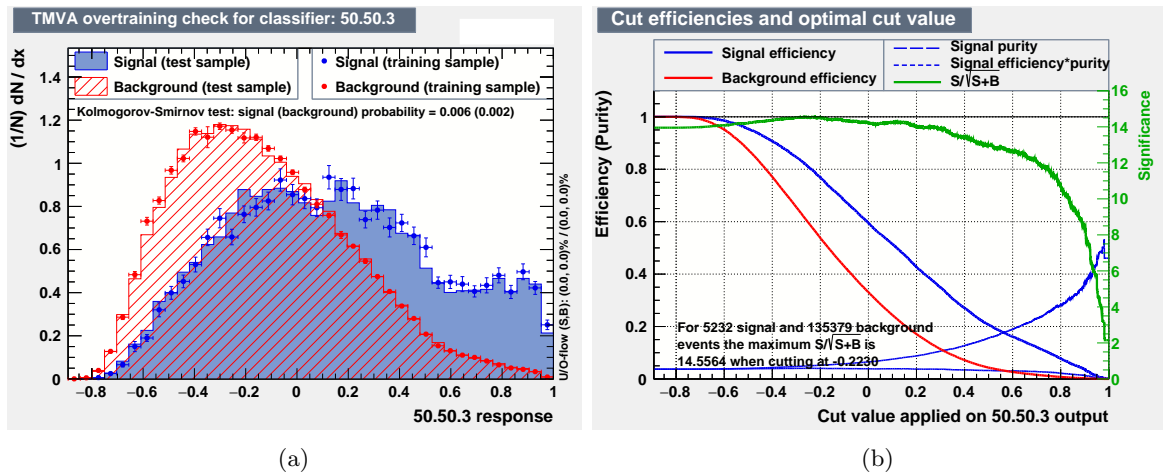 TMVA overtraining check for classifier: 50.50.3
Signal (test sample)
Background (test sample)
Signal (training sample)
Background (training sample)
Kolmogorov-Smirnov test: signal (background) probability = 0.006 (0.002)
(1/N) dN / dx
1.4
1.2
1
0.8
0.6
0.4
0.2
0
−0.8 −0.6 −0.4 −0.2 0 0.2 0.4 0.6 0.8 1
50.50.3 response
U/O-flow (S,B): (0.0, 0.0)% / (0.0, 0.0)%
(a)
Cut efficiencies and optimal cut value
Signal efficiency
Background efficiency
Signal purity
Signal efficiency*purity
S/√S+B
Efficiency (Purity)
1
0.8
0.6
0.4
0.2
0
16
14
12
10
8
6
4
2
0
Significance
For 5232 signal and 135379 background
events the maximum S/√S+B is
14.5564 when cutting at -0.2230
−0.8 −0.6 −0.4 −0.2 0 0.2 0.4 0.6 0.8 1
Cut value applied on 50.50.3 output
(b)